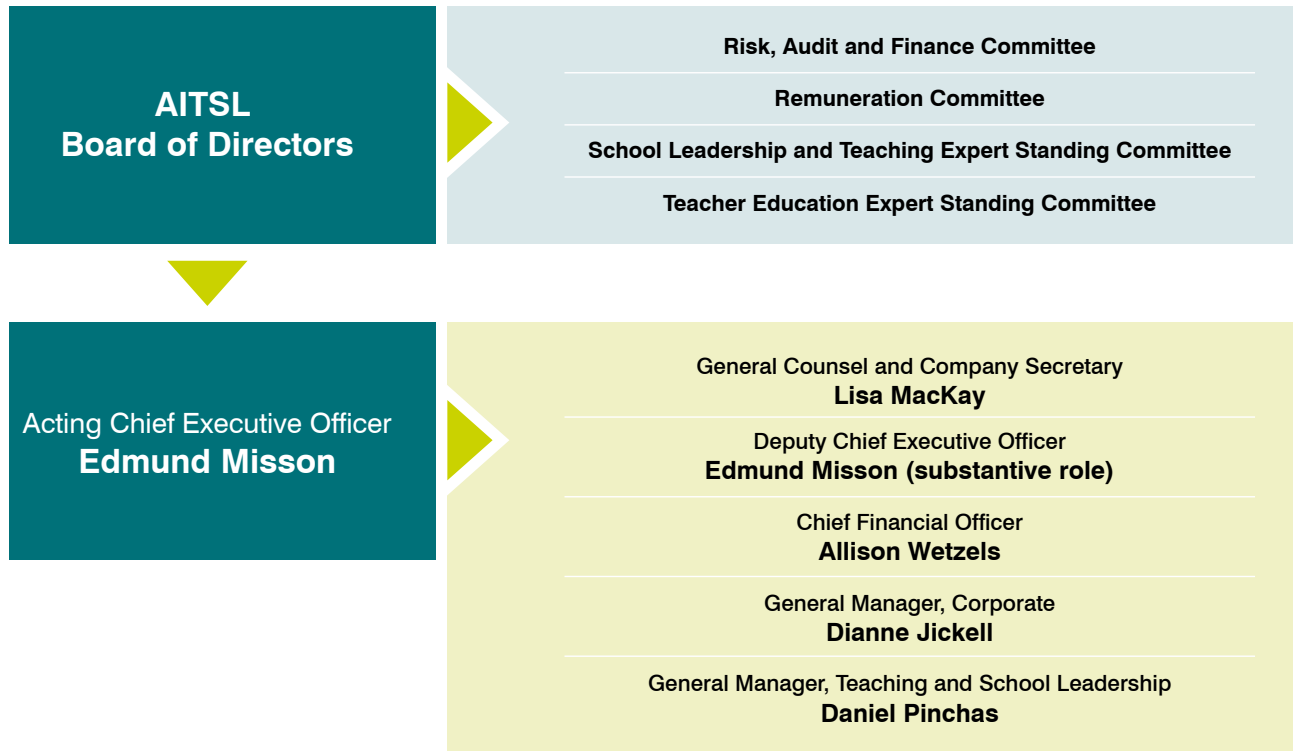 AITSL
Board of Directors
Risk, Audit and Finance Committee
Remuneration Committee
School Leadership and Teaching Expert Standing Committee
Teacher Education Expert Standing Committee
Acting Chief Executive Officer
Edmund Misson
General Counsel and Company Secretary
Lisa MacKay
Deputy Chief Executive Officer
Edmund Misson (substantive role)
Chief Financial Officer
Allison Wetzels
General Manager, Corporate
Dianne Jickell
General Manager, Teaching and School Leadership
Daniel Pinchas